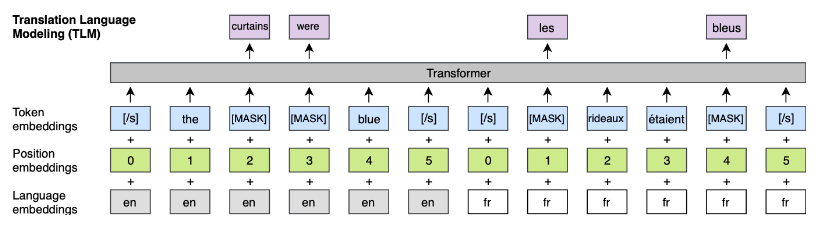 Translation Language
Modeling (TLM)
curtains were les bleus
Transformer
Token
embeddings
[/s] the [MASK] [MASK] blue [/s] [/s] [MASK] rideaux étaient [MASK] [/s]
+ + + + + + + + + + + +
Position
embeddings
0 1 2 3 4 5 0 1 2 3 4 5
+ + + + + + + + + + + +
Language
embeddings
en en en en en en fr fr fr fr fr fr